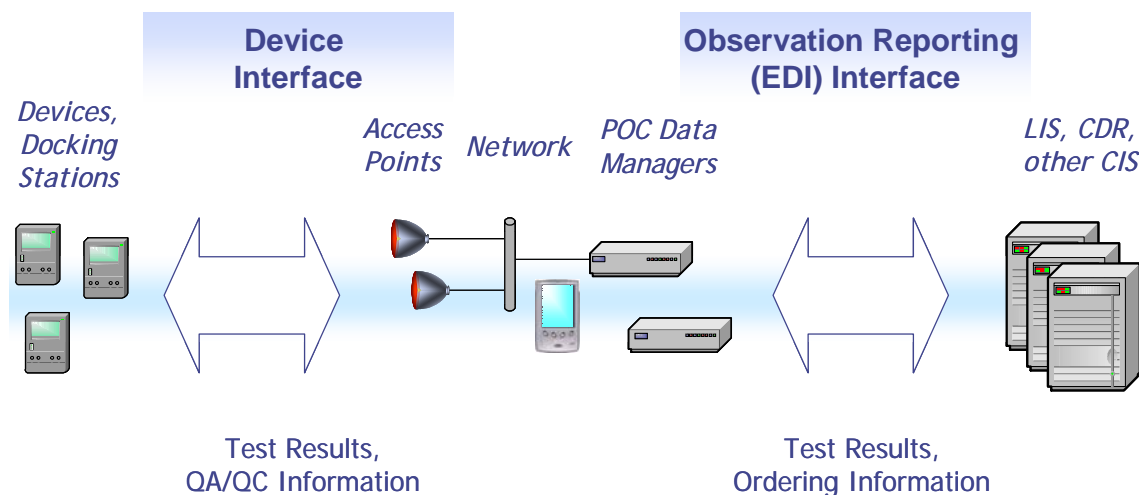 Device
Interface
Observation Reporting
(EDI) Interface
Devices,
Docking
Stations
Access
Points
Network
POC Data
Managers
LIS, CDR,
other CIS
Test Results,
QA/QC Information
Test Results,
Ordering Information